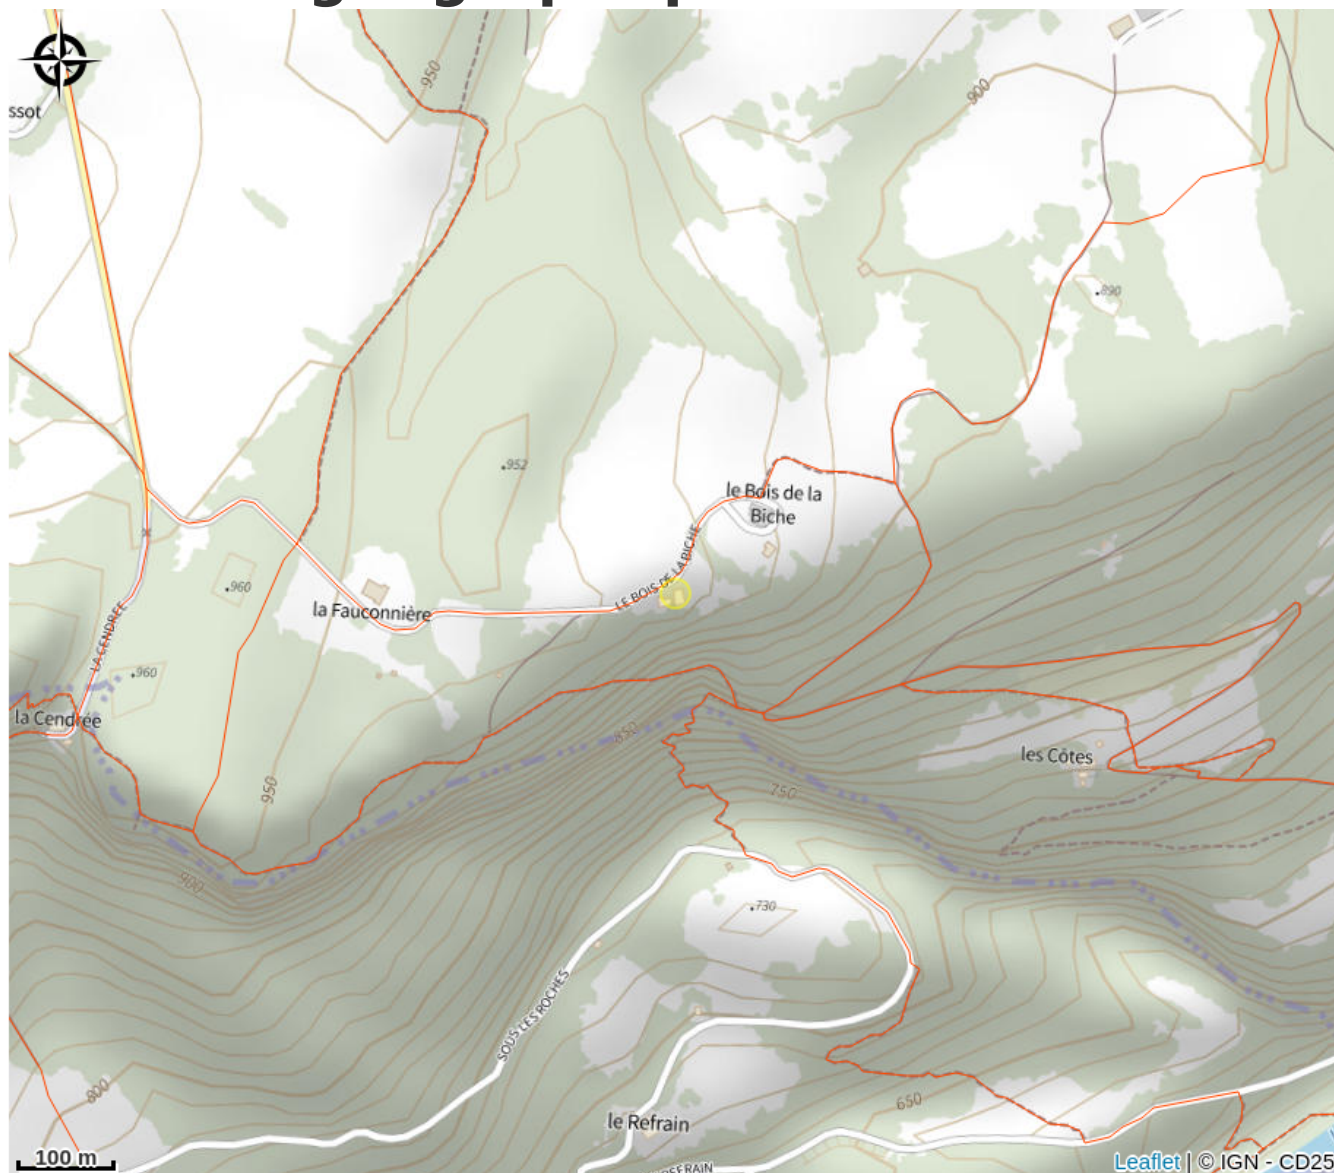 950
900
ssot
890
952
le Bois de la
Biche
LE BOIS DE LA BICHE
960
la Fauconnière
LA CENDREE
960
la Cendrée
850
les Côtes
950
750
900
730
SOUS LES ROCHES
800
650
le Refrain
REFRAIN
100 m
Leaflet | © IGN - CD25